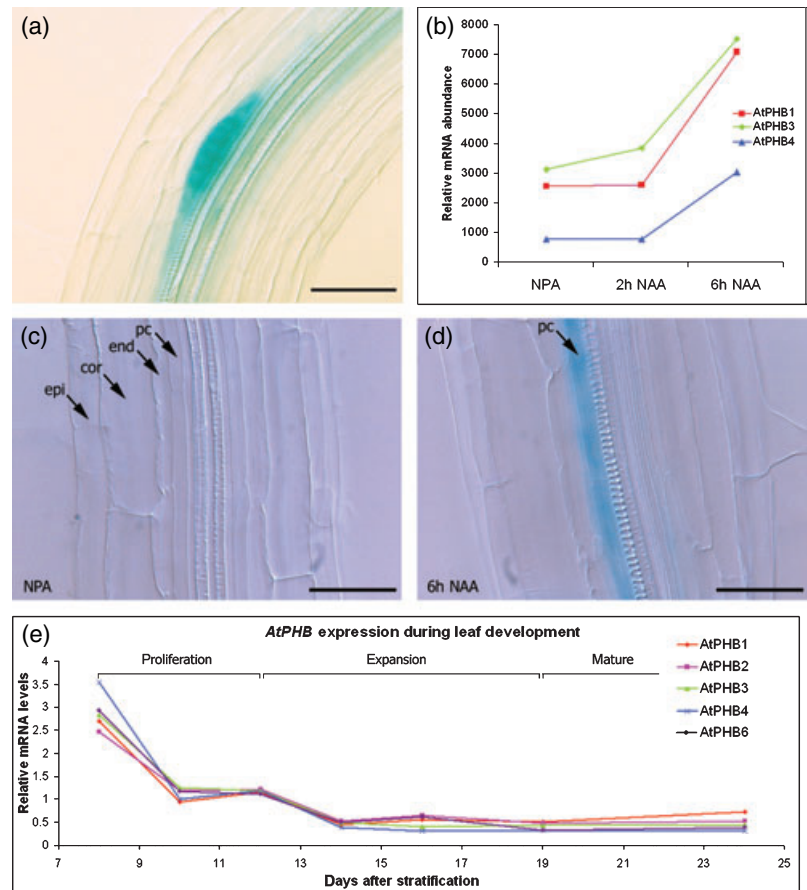 (a)
(b)
8000
7000
6000
5000
4000
3000
2000
1000
0
Relative mRNA abundance
NPA 2h NAA 6h NAA
AtPHB1
AtPHB3
AtPHB4
(c)
pc
end
cor
epi
NPA
(d)
pc
6h NAA
(e)
AtPHB expression during leaf development
Proliferation Expansion Mature
4
3.5
3
2.5
2
1.5
1
0.5
0
Relative mRNA levels
7 9 11 13 15 17 19 21 23 25
Days after stratification
AtPHB1
AtPHB2
AtPHB3
AtPHB4
AtPHB6